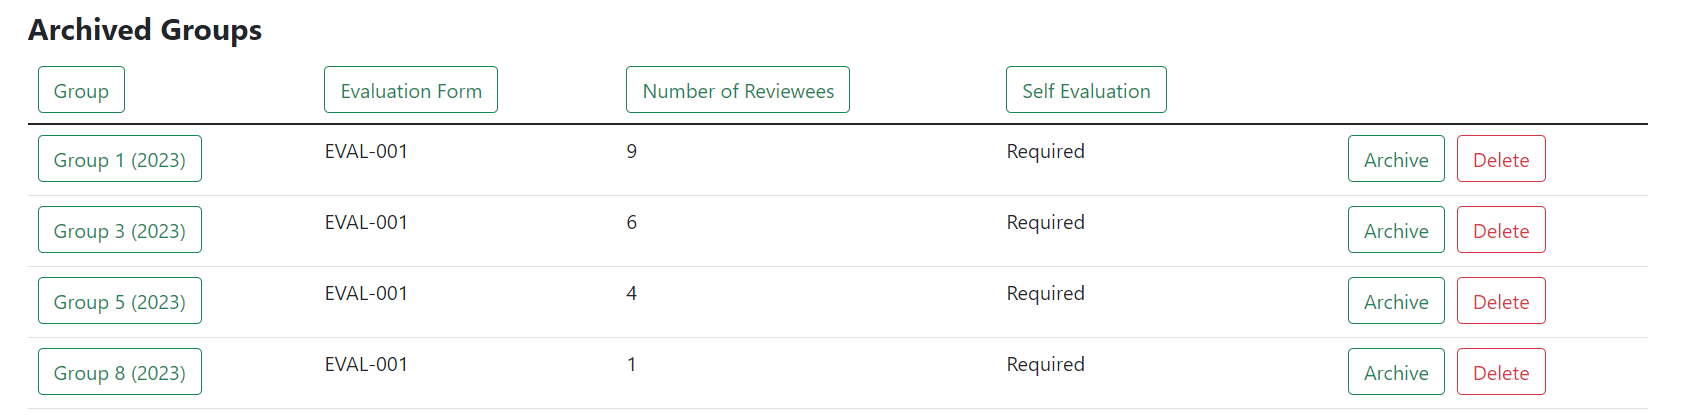 Archived Groups
Group Evaluation Form Number of Reviewees Self Evaluation
Group 1 (2023) EVAL-001 9 Required Archive Delete
Group 3 (2023) EVAL-001 6 Required Archive Delete
Group 5 (2023) EVAL-001 4 Required Archive Delete
Group 8 (2023) EVAL-001 1 Required Archive Delete